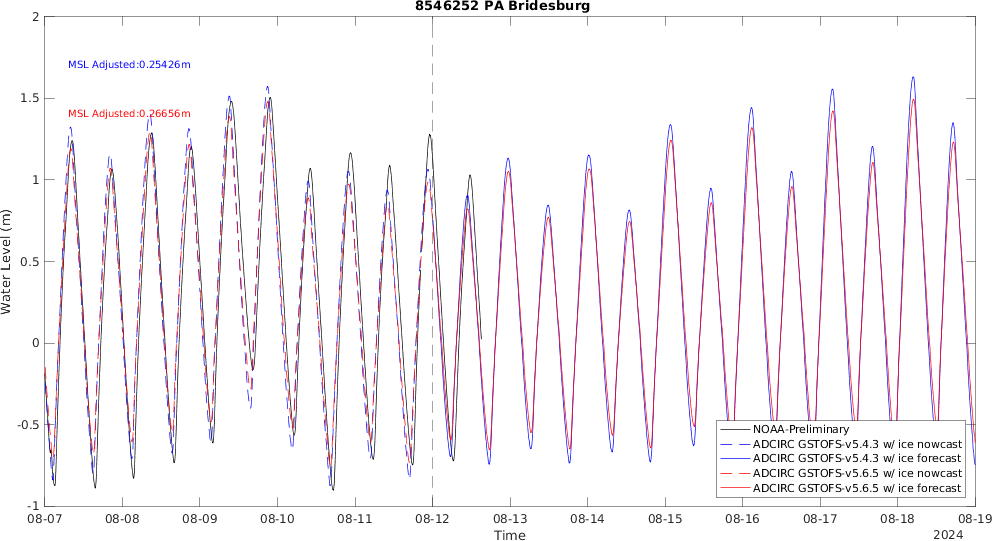 8546252 PA Bridesburg
2
MSL Adjusted:0.25426m
1.5
MSL Adjusted:0.26656m
1
0.5
0
-0.5
-1
Water Level (m)
NOAA-Preliminary
ADCIRC GSTOFS-v5.4.3 w/ ice nowcast
ADCIRC GSTOFS-v5.4.3 w/ ice forecast
ADCIRC GSTOFS-v5.6.5 w/ ice nowcast
ADCIRC GSTOFS-v5.6.5 w/ ice forecast
08-07 08-08 08-09 08-10 08-11 08-12 08-13 08-14 08-15 08-16 08-17 08-18 08-19
Time
2024